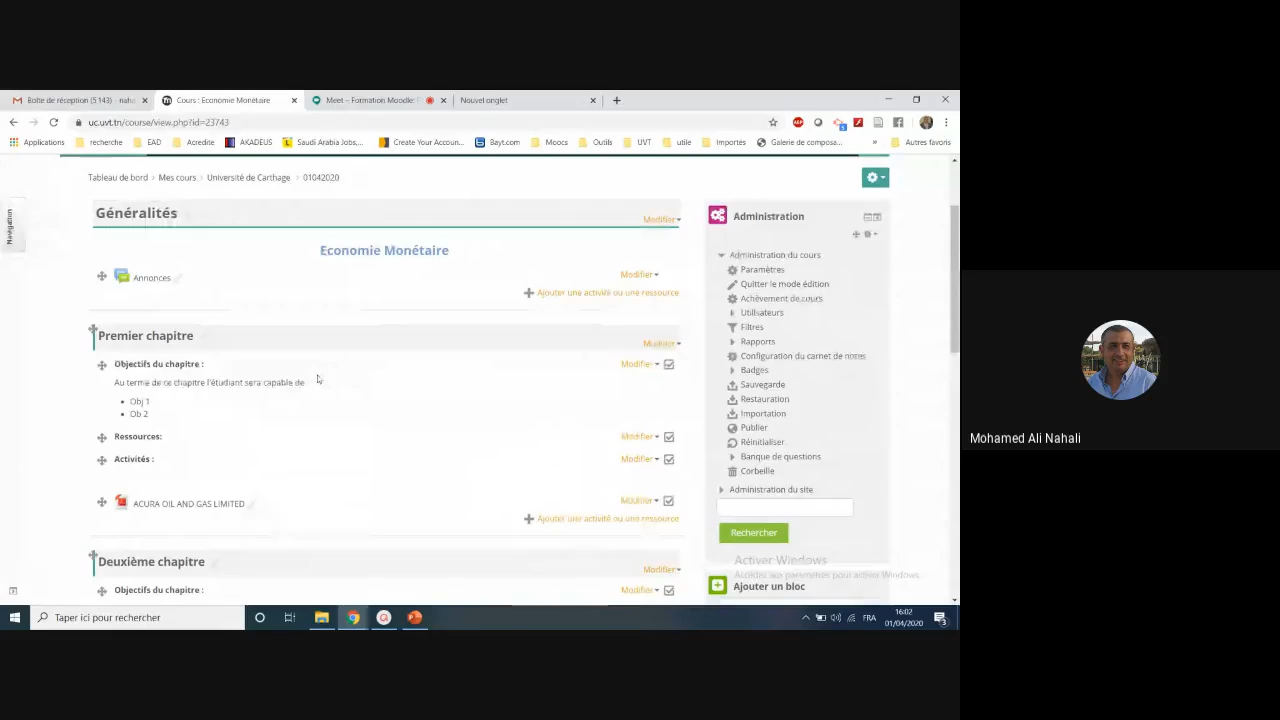 Boîte de réception (5 143) - naha
Cours : Economie Monétaire
Meet – Formation Moodle: P
Nouvel onglet
uc.uvt.tn/course/view.php?id=23743
Applications
recherche
EAD
Acredite
AKADEUS
Saudi Arabia Jobs,...
Create Your Accoun...
Bayt.com
Moocs
Outils
UVT
utile
Importés
Galerie de composa...
»
Autres favoris
Navigation
Tableau de bord › Mes cours › Université de Carthage › 01042020
Généralités
Modifier
Economie Monétaire
Annonces
Modifier
Ajouter une activité ou une ressource
Premier chapitre
Modifier
Objectifs du chapitre :
Modifier
Au terme de ce chapitre l'étudiant sera capable de
• Obj 1
• Ob 2
Ressources:
Modifier
Activités :
Modifier
ACURA OIL AND GAS LIMITED
Modifier
Ajouter une activité ou une ressource
Deuxième chapitre
Modifier
Objectifs du chapitre :
Modifier
Administration
Administration du cours
Paramètres
Quitter le mode édition
Achèvement de cours
Utilisateurs
Filtres
Rapports
Configuration du carnet de notes
Badges
Sauvegarde
Restauration
Importation
Publier
Réinitialiser
Banque de questions
Corbeille
Administration du site
Rechercher
Activer Windows
Accédez aux paramètres pour activer Windows.
Ajouter un bloc
Taper ici pour rechercher
FRA
16:02
01/04/2020
3
Mohamed Ali Nahali